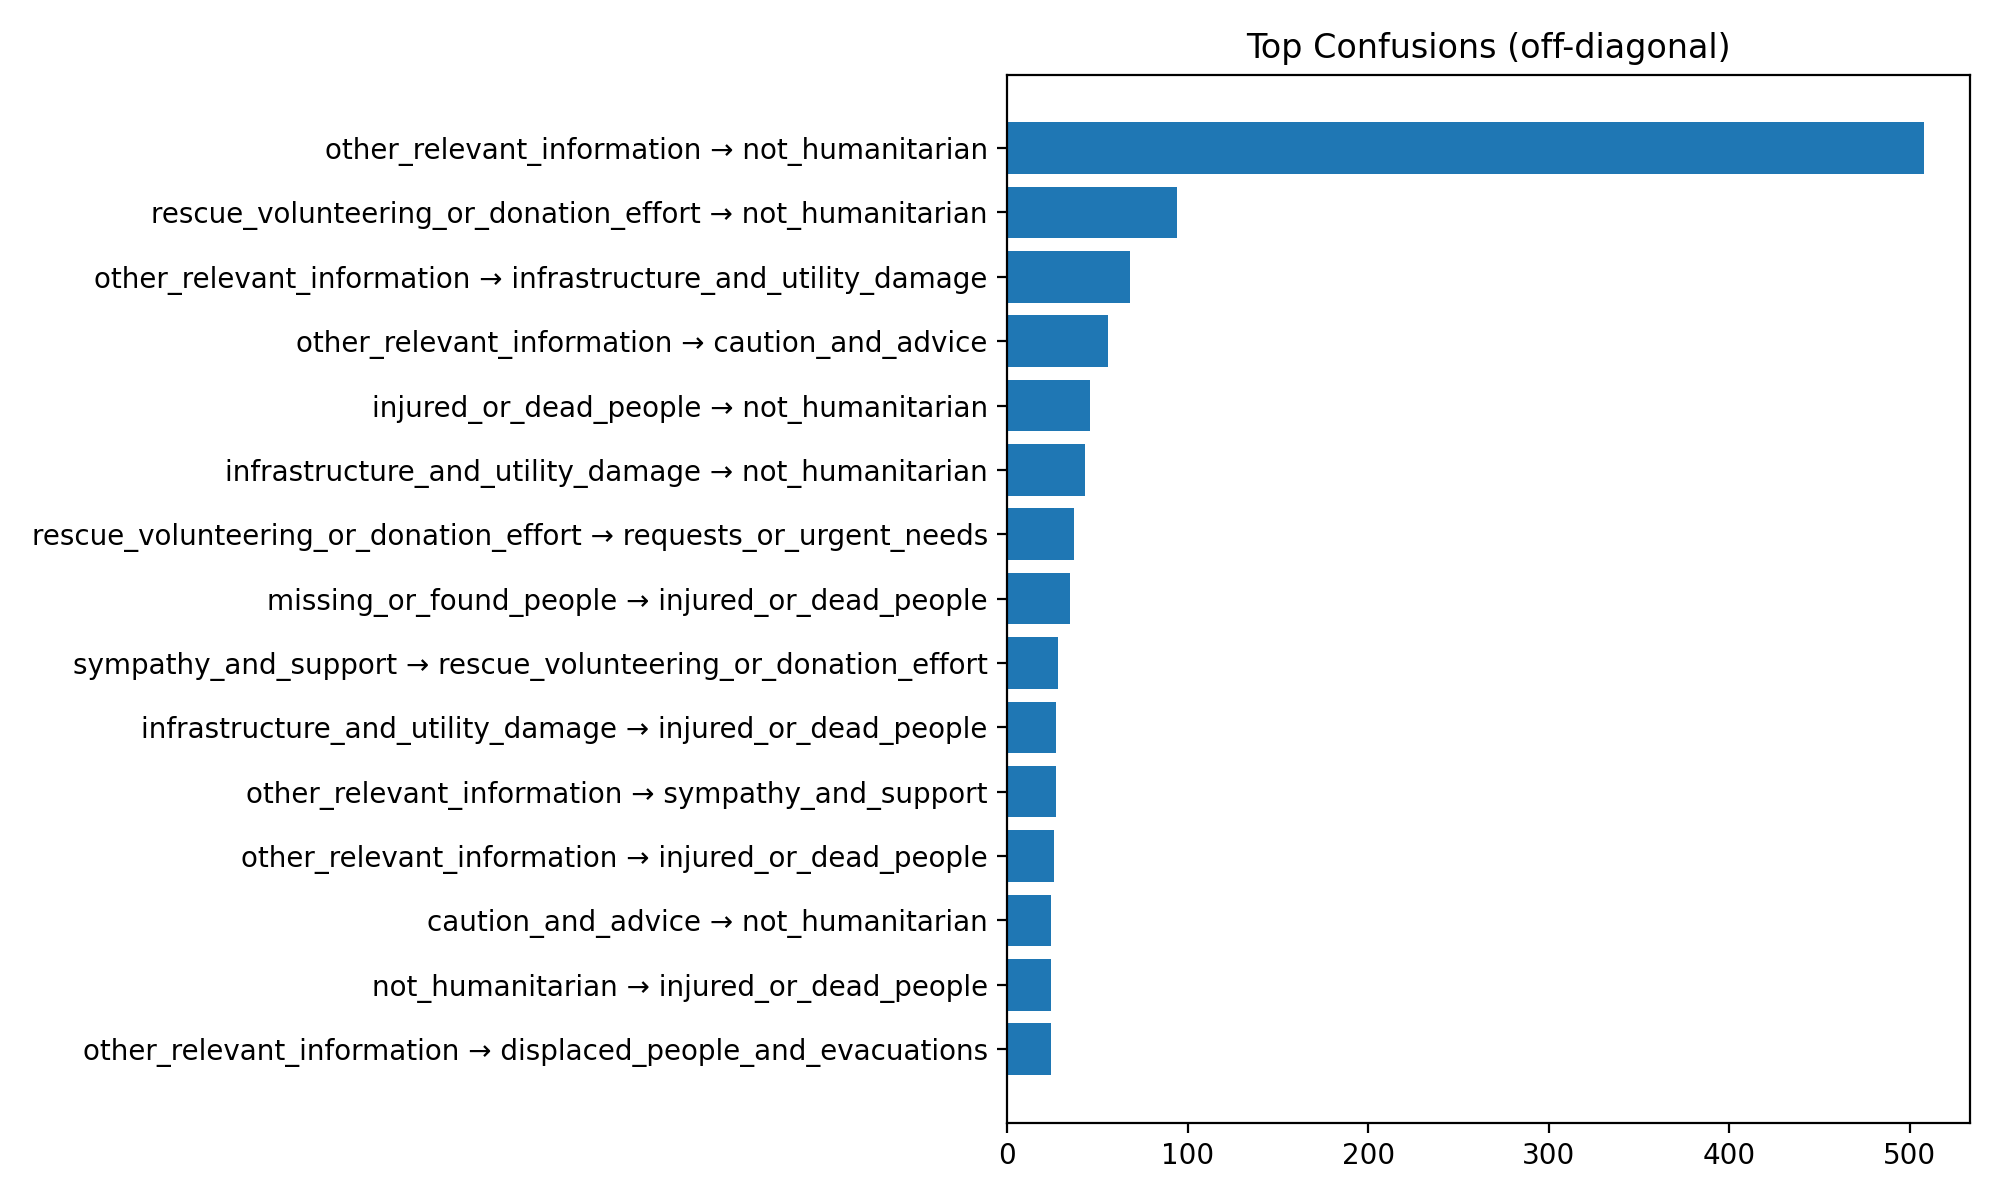 Top Confusions (off-diagonal)
other_relevant_information → not_humanitarian
rescue_volunteering_or_donation_effort → not_humanitarian
other_relevant_information → infrastructure_and_utility_damage
other_relevant_information → caution_and_advice
injured_or_dead_people → not_humanitarian
infrastructure_and_utility_damage → not_humanitarian
rescue_volunteering_or_donation_effort → requests_or_urgent_needs
missing_or_found_people → injured_or_dead_people
sympathy_and_support → rescue_volunteering_or_donation_effort
infrastructure_and_utility_damage → injured_or_dead_people
other_relevant_information → sympathy_and_support
other_relevant_information → injured_or_dead_people
caution_and_advice → not_humanitarian
not_humanitarian → injured_or_dead_people
other_relevant_information → displaced_people_and_evacuations
0 100 200 300 400 500